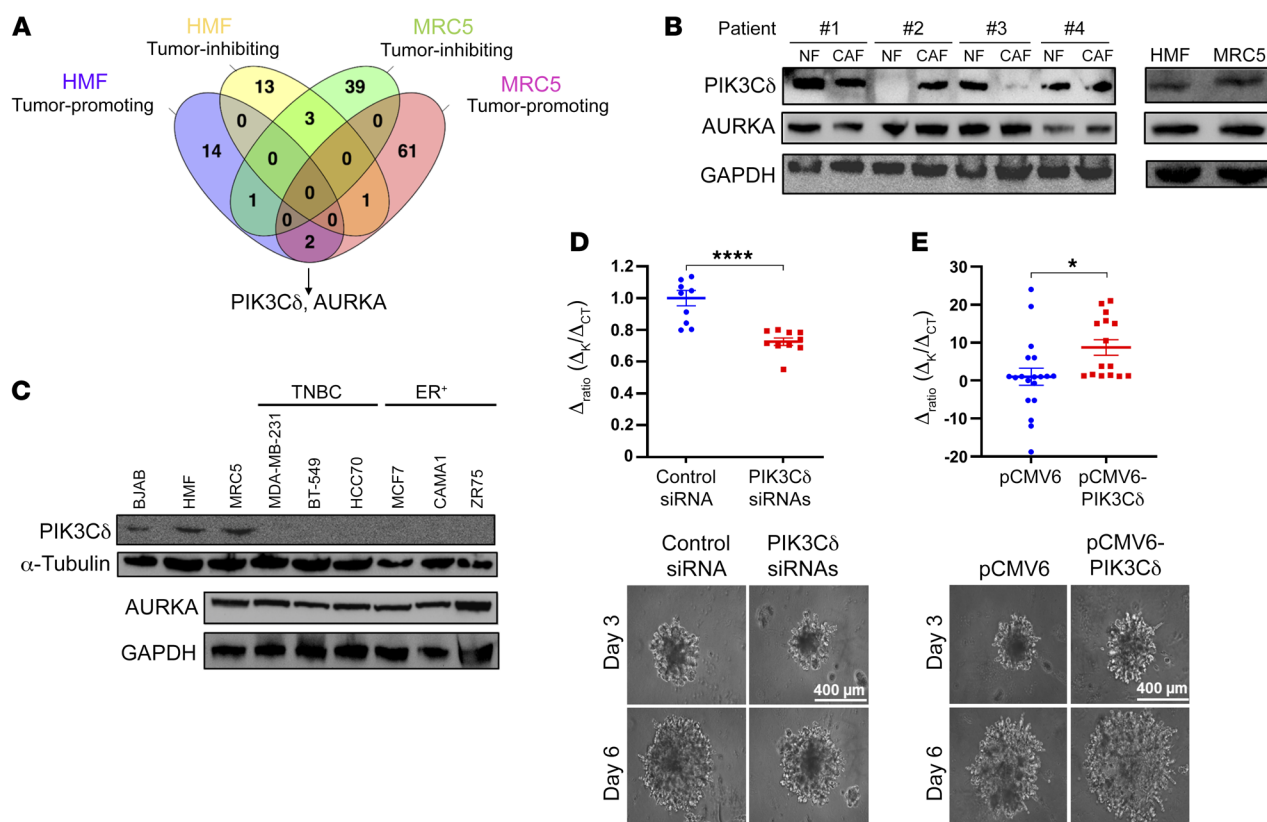 A
HMF
Tumor-inhibiting
MRC5
Tumor-inhibiting
HMF
Tumor-promoting
MRC5
Tumor-promoting
13
39
0
3
0
14
0
0
61
0
1
1
0
0
2
PIK3Cδ, AURKA
B
Patient
#1
#2
#3
#4
NF
CAF
NF
CAF
NF
CAF
NF
CAF
HMF
MRC5
PIK3Cδ
AURKA
GAPDH
C
TNBC
ER+
BJAB
HMF
MRC5
MDA-MB-231
BT-549
HCC70
MCF7
CAMA1
ZR75
PIK3Cδ
α-Tubulin
AURKA
GAPDH
D
****
Δratio (ΔK/ΔCT)
1.2
1.0
0.8
0.6
0.4
0.2
0
Control
siRNA
PIK3Cδ
siRNAs
Control
siRNA
PIK3Cδ
siRNAs
Day 3
400 µm
Day 6
E
*
Δratio (ΔK/ΔCT)
30
20
10
0
-10
-20
pCMV6
pCMV6-
PIK3Cδ
pCMV6
pCMV6-
PIK3Cδ
Day 3
400 µm
Day 6